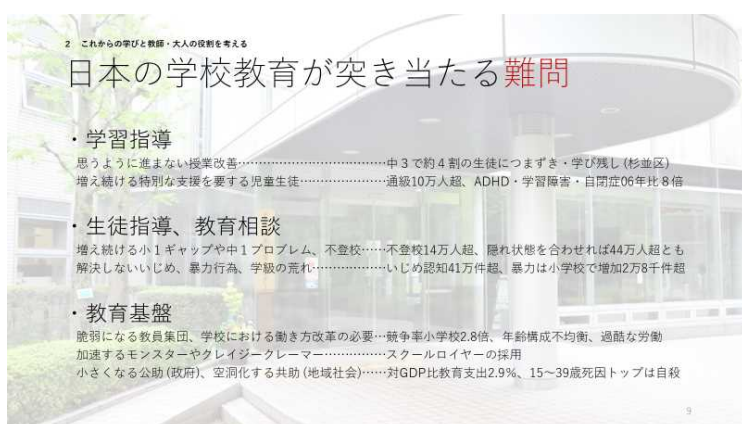 2 これからの学びと教師・大人の役割を考える
日本の学校教育が突き当たる難問
・学習指導
思うように進まない授業改善………………………………中3で約4割の生徒につまずき・学び残し(杉並区)
増え続ける特別な支援を要する児童生徒…………………通級10万人超、ADHD・学習障害・自閉症06年比8倍
・生徒指導、教育相談
増え続ける小1ギャップや中1プロブレム、不登校……不登校14万人超、隠れ状態を合わせれば44万人超とも
解決しないいじめ、暴力行為、学級の荒れ………………いじめ認知41万件超、暴力は小学校で増加2万8千件超
・教育基盤
脆弱になる教員集団、学校における働き方改革の必要…競争率小学校2.8倍、年齢構成不均衡、過酷な労働
加速するモンスターやクレイジークレーマー……………スクールロイヤーの採用
小さくなる公助(政府)、空洞化する共助(地域社会)……対GDP比教育支出2.9%、15～39歳死因トップは自殺
9